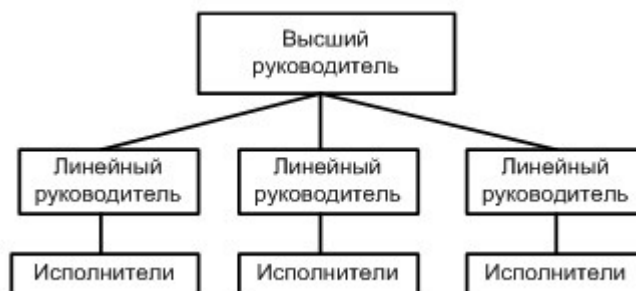 Высший
руководитель
Линейный
руководитель
Линейный
руководитель
Линейный
руководитель
Исполнители
Исполнители
Исполнители